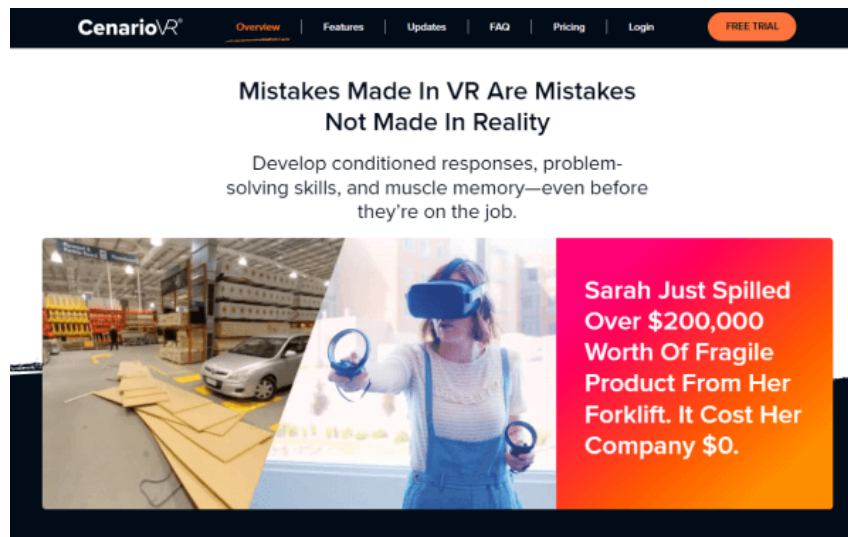 CenarioVR®
Overview
Features
Updates
FAQ
Pricing
Login
FREE TRIAL
Mistakes Made In VR Are Mistakes
Not Made In Reality
Develop conditioned responses, problem-
solving skills, and muscle memory—even before
they're on the job.
Sarah Just Spilled
Over $200,000
Worth Of Fragile
Product From Her
Forklift. It Cost Her
Company $0.